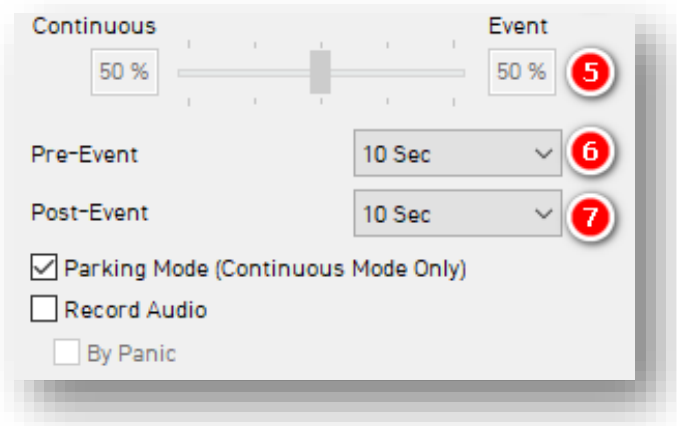 Continuous Event
50 % 50 % 5
Pre-Event 10 Sec 6
Post-Event 10 Sec 7
Parking Mode (Continuous Mode Only)
Record Audio
By Panic